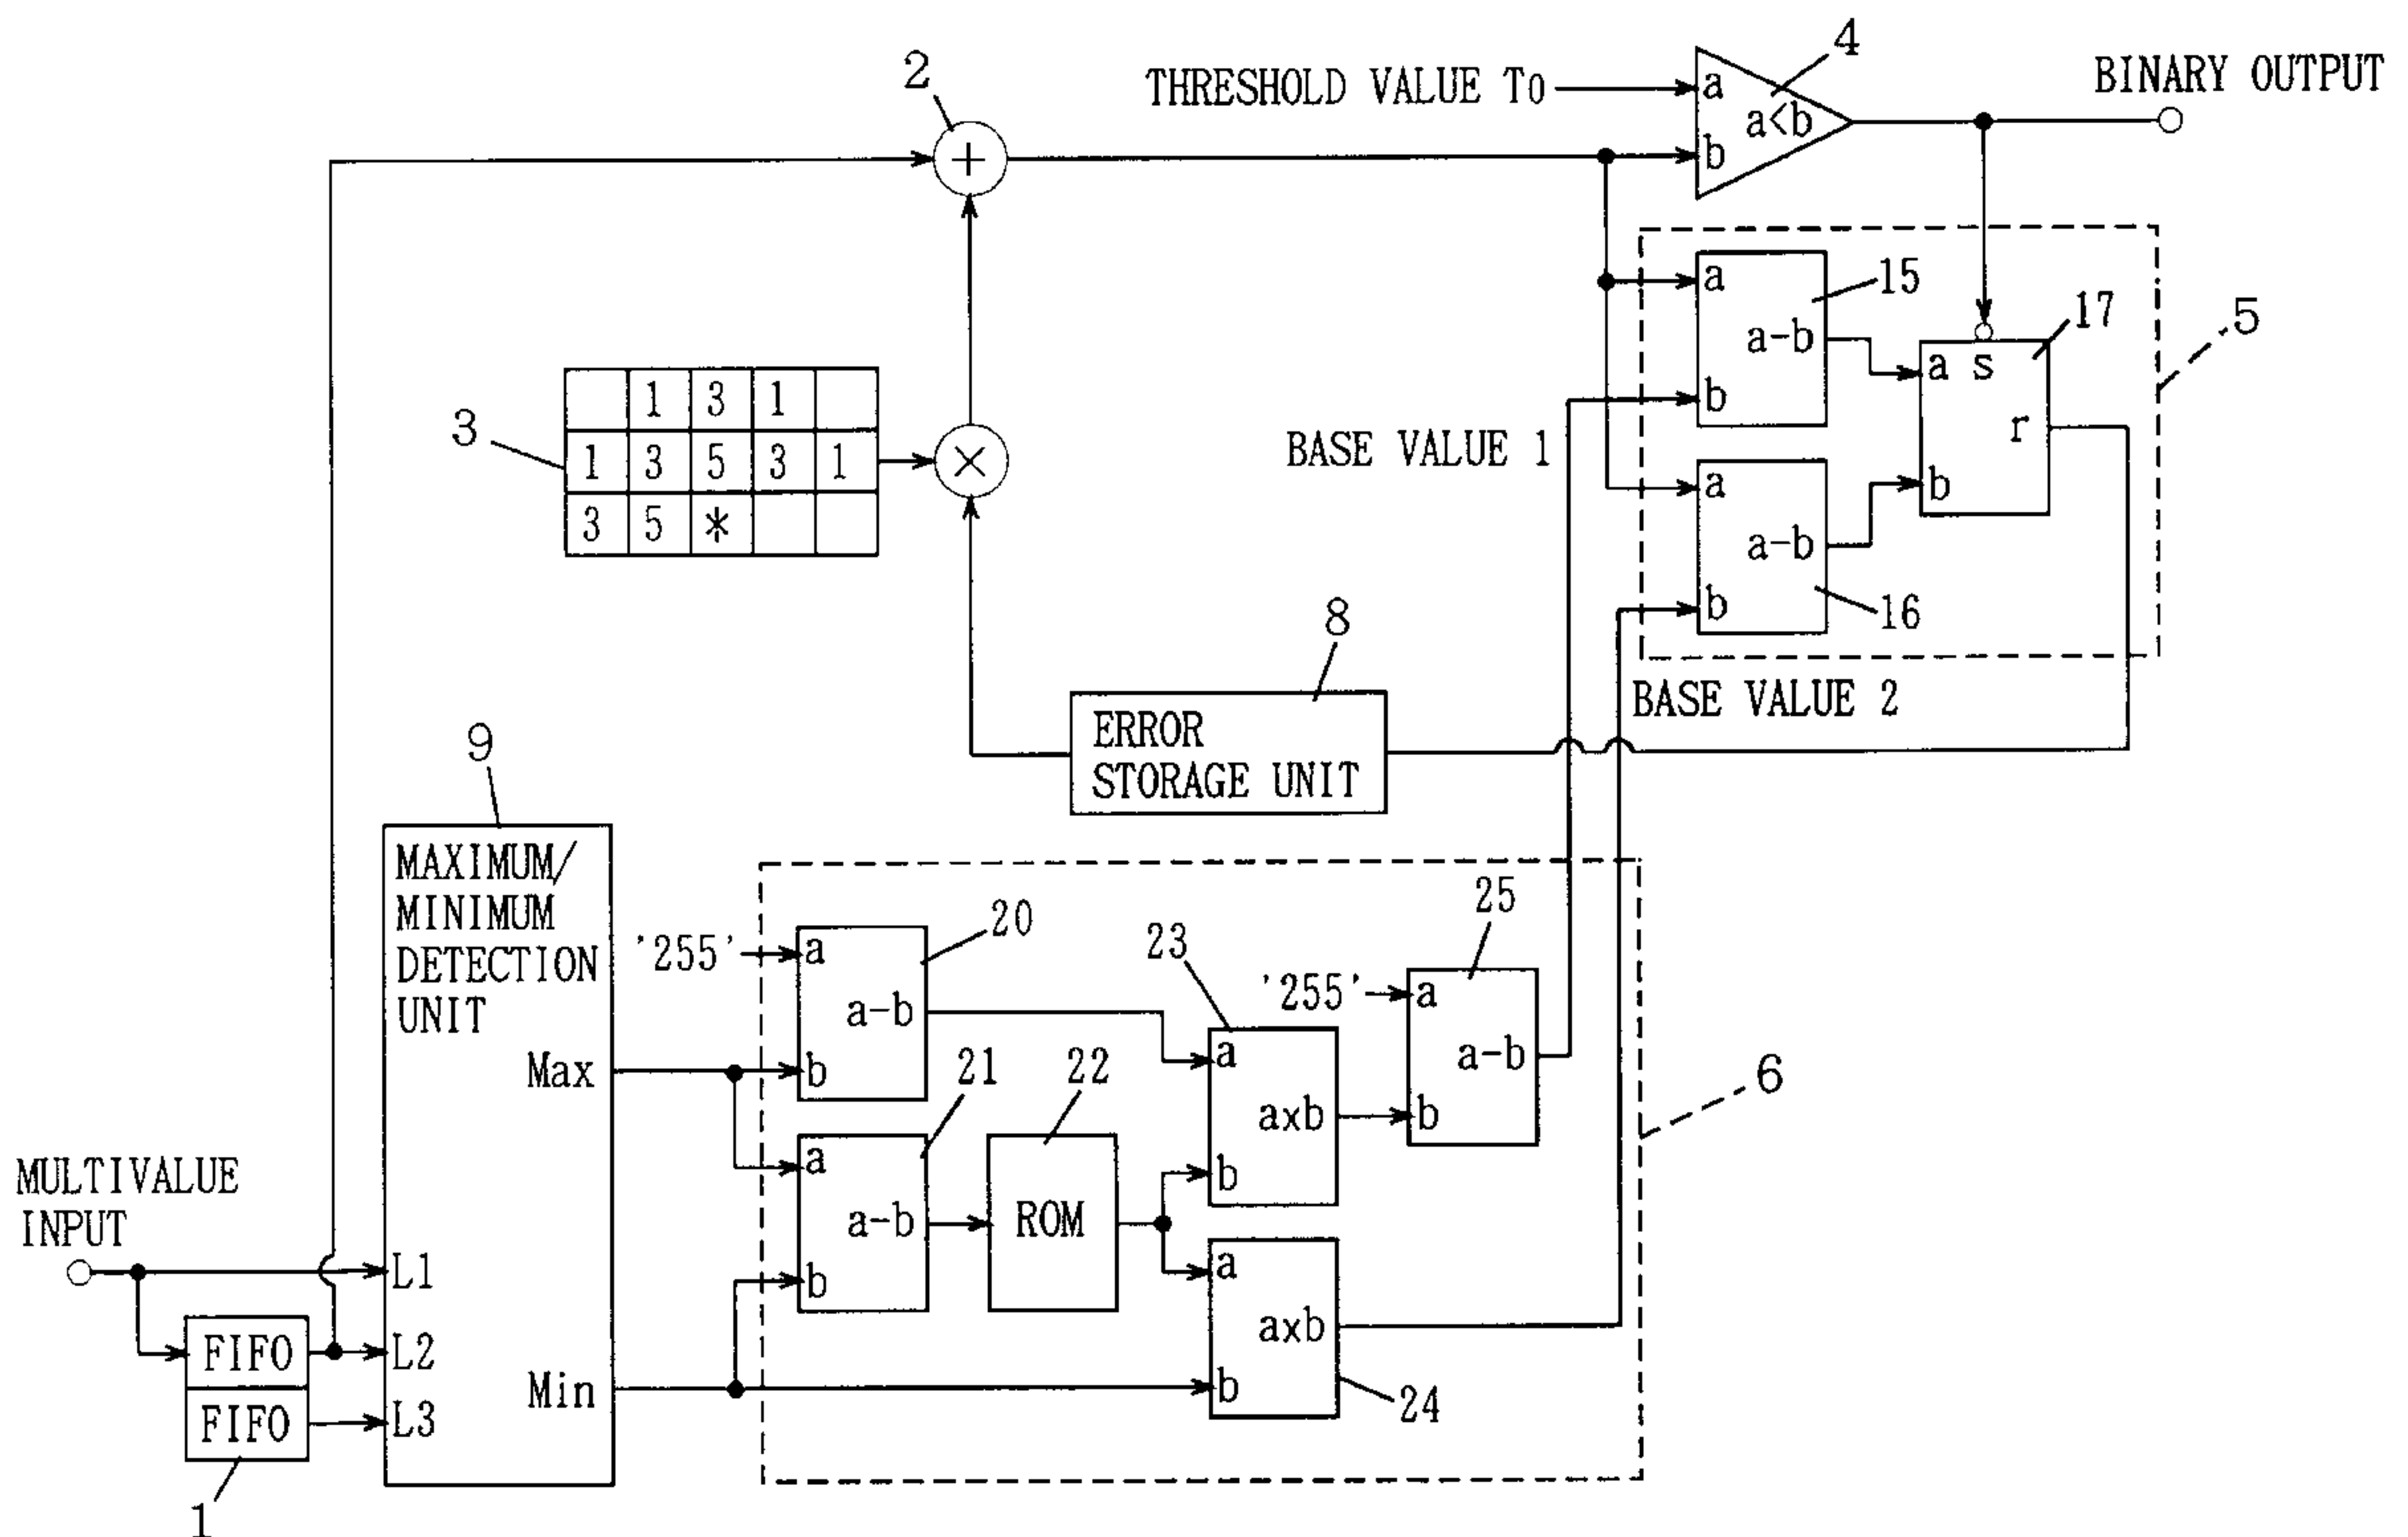 2
THRESHOLD VALUE T0
4
BINARY OUTPUT
a
a<b
b
+
a
15
a-b
b
17
5
a s
r
b
1 3 1
3
1 3 5 3 1
3 5 *
×
BASE VALUE 1
a
a-b
b
16
BASE VALUE 2
8
ERROR
STORAGE UNIT
9
MAXIMUM/
MINIMUM
DETECTION
UNIT
Max
Min
L1
L2
L3
'255'
a
20
a-b
b
21
a
a-b
b
22
ROM
23
a
axb
b
'255'
25
a
a-b
b
a
axb
b
24
6
MULTIVALUE
INPUT
FIFO
FIFO
1